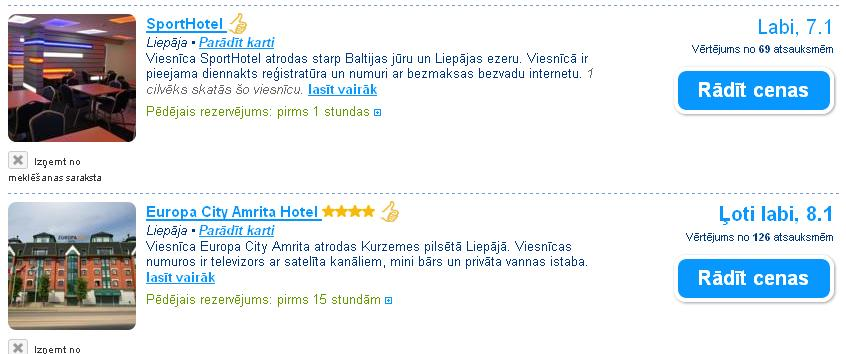 SportHotel
Liepāja • Parādīt karti
Viesnīca SportHotel atrodas starp Baltijas jūru un Liepājas ezeru. Viesnīcā ir
pieejama diennakts reģistratūra un numuri ar bezmaksas bezvadu internetu. 1
cilvēks skatās šo viesnīcu. lasīt vairāk
Pēdējais rezervējums: pirms 1 stundas
Labi, 7.1
Vērtējums no 69 atsauksmēm
Rādīt cenas
Izņemt no
meklēšanas saraksta
Europa City Amrita Hotel
Liepāja • Parādīt karti
Viesnīca Europa City Amrita atrodas Kurzemes pilsētā Liepājā. Viesnīcas
numuros ir televizors ar satelīta kanāliem, mini bārs un privāta vannas istaba.
lasīt vairāk
Pēdējais rezervējums: pirms 15 stundām
Ļoti labi, 8.1
Vērtējums no 126 atsauksmēm
Rādīt cenas
EUROPA
Izņemt no